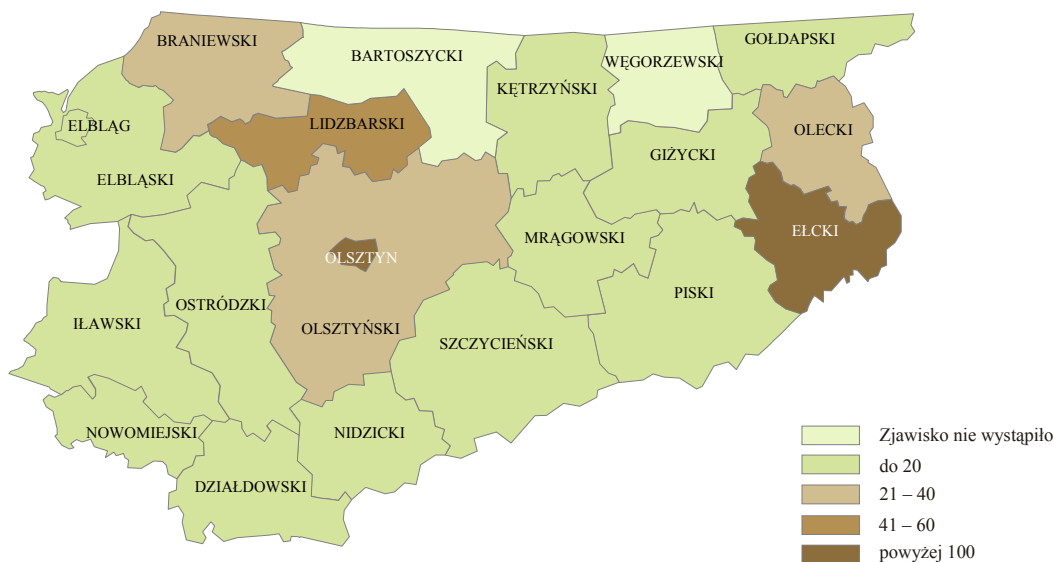 GOŁDAPSKI
BRANIEWSKI
BARTOSZYCKI
WĘGORZEWSKI
KĘTRZYŃSKI
ELBLĄG
LIDZBARSKI
OLECKI
GIŻYCKI
ELBLĄSKI
EŁCKI
MRĄGOWSKI
OLSZTYN
PISKI
OSTRÓDZKI
IŁAWSKI
OLSZTYŃSKI
SZCZYCIEŃSKI
NOWOMIEJSKI
NIDZICKI
DZIAŁDOWSKI
Zjawisko nie wystąpiło
do 20
21 – 40
41 – 60
powyżej 100